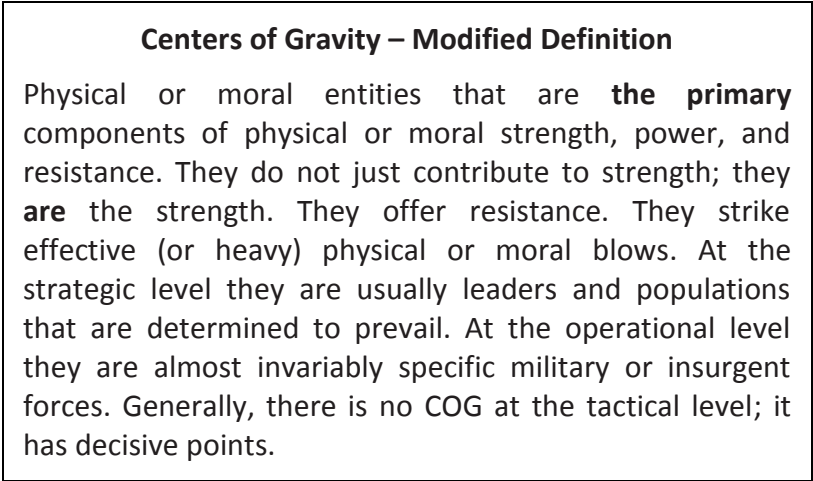 Centers of Gravity – Modified Definition
Physical or moral entities that are the primary
components of physical or moral strength, power, and
resistance. They do not just contribute to strength; they
are the strength. They offer resistance. They strike
effective (or heavy) physical or moral blows. At the
strategic level they are usually leaders and populations
that are determined to prevail. At the operational level
they are almost invariably specific military or insurgent
forces. Generally, there is no COG at the tactical level; it
has decisive points.